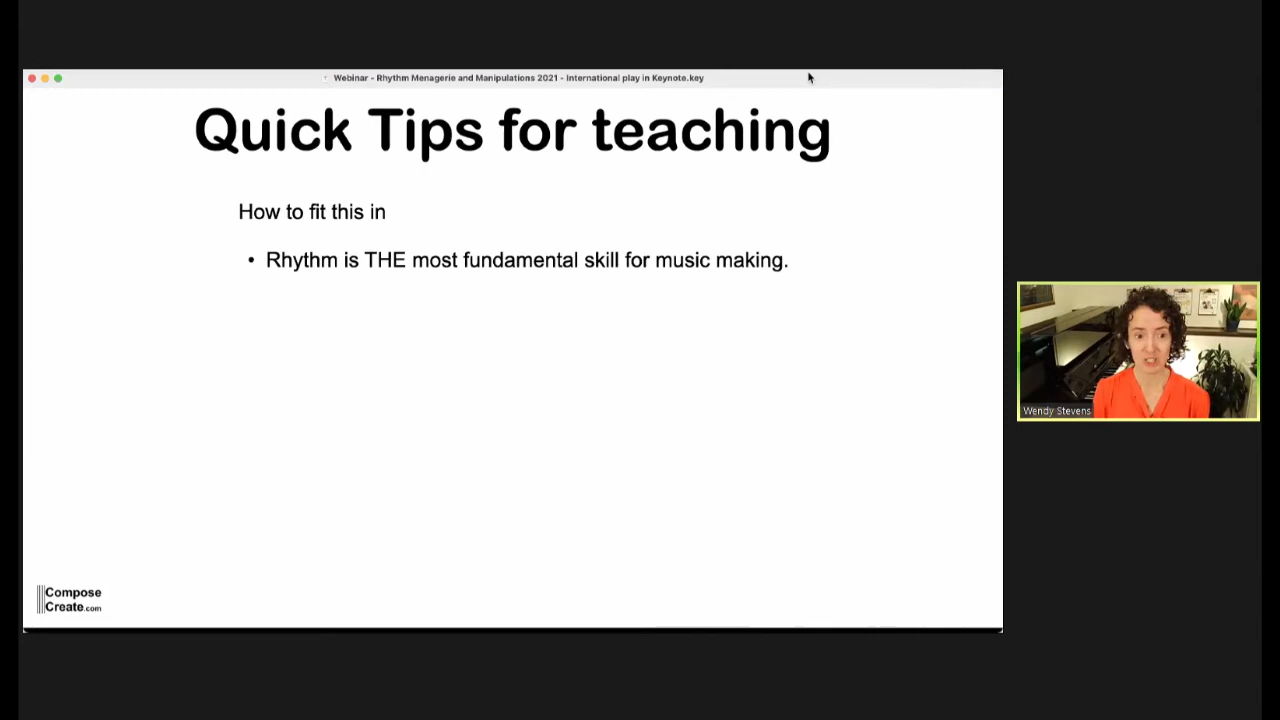 Webinar - Rhythm Menagerie and Manipulations 2021 - International play in Keynote.key
Quick Tips for teaching
How to fit this in
• Rhythm is THE most fundamental skill for music making.
Wendy Stevens
Compose
Create.com